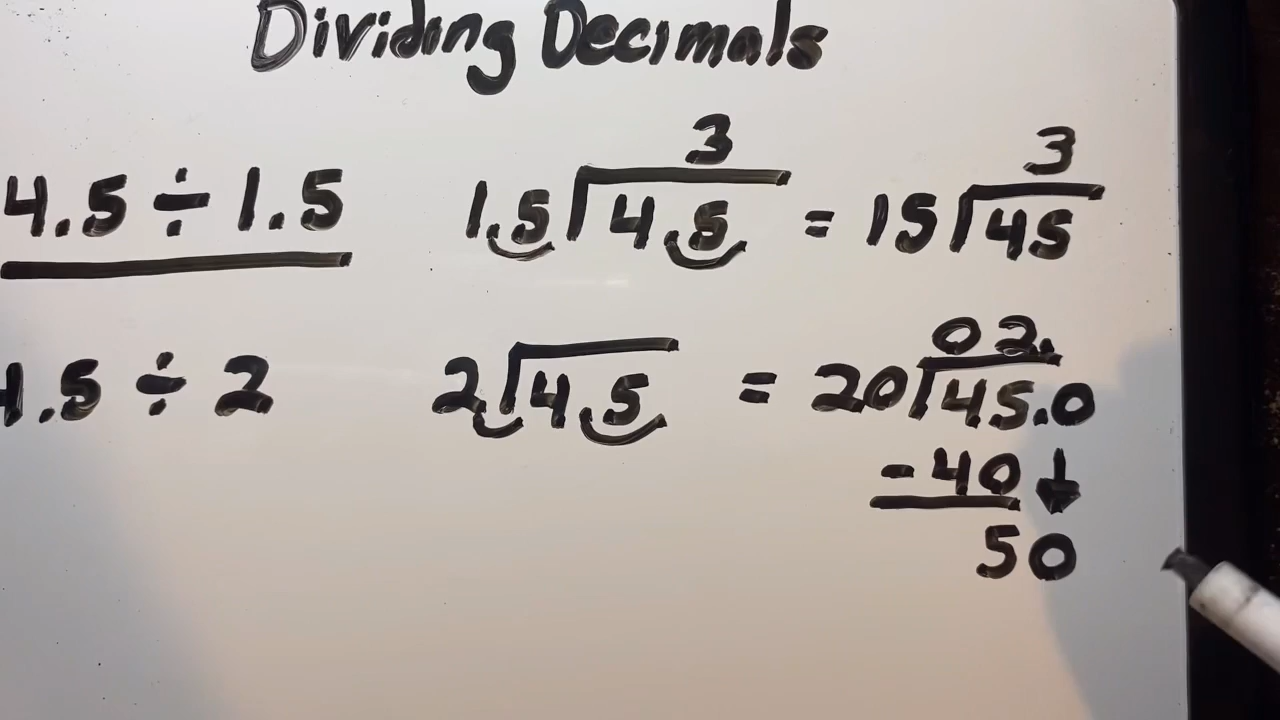 Dividing Decimals
3 3
4.5 ÷ 1.5 1.5 4.5 = 15 45
02.
4.5 ÷ 2 2 4.5 = 20 45.0
-40↓
50